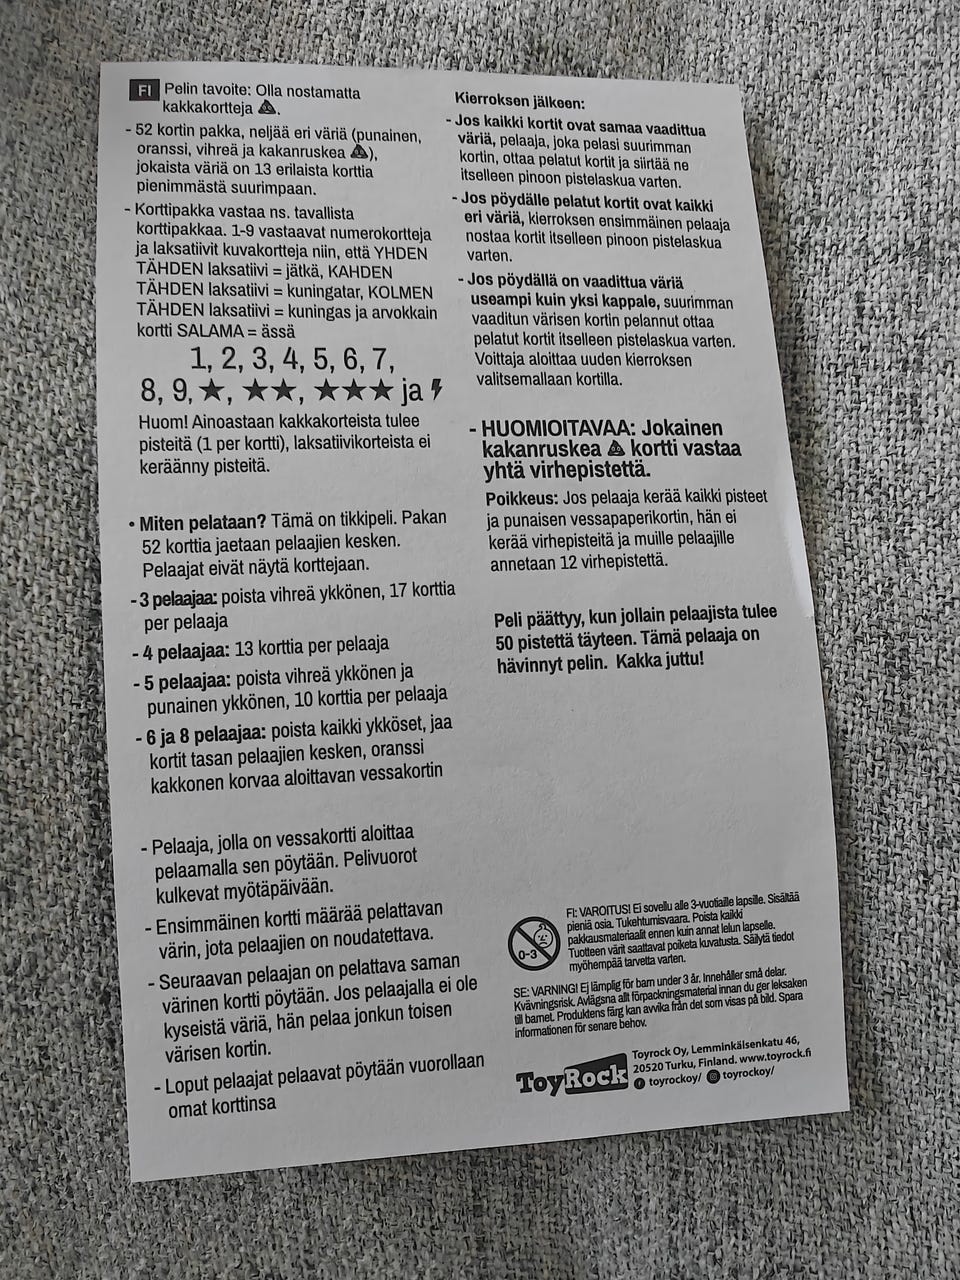 FI Pelin tavoite: Olla nostamatta
kakkakortteja.
- 52 kortin pakka, neljää eri väriä (punainen,
oranssi, vihreä ja kakanruskea),
jokaista väriä on 13 erilaista korttia
pienimmästä suurimpaan.
- Korttipakka vastaa ns. tavallista
korttipakkaa. 1-9 vastaavat numerokortteja
ja laksatiivit kuvakortteja niin, että YHDEN
TÄHDEN laksatiivi = jätkä, KAHDEN
TÄHDEN laksatiivi = kuningatar, KOLMEN
TÄHDEN laksatiivi = kuningas ja arvokkain
kortti SALAMA = ässä
1, 2, 3, 4, 5, 6, 7,
8, 9, ★, ★★, ★★★ ja ⚡
Huom! Ainoastaan kakkakorteista tulee
pisteitä (1 per kortti), laksatiivikorteista ei
keräänny pisteitä.
• Miten pelataan? Tämä on tikkipeli. Pakan
52 korttia jaetaan pelaajien kesken.
Pelaajat eivät näytä korttejaan.
- 3 pelaajaa: poista vihreä ykkönen, 17 korttia
per pelaaja
- 4 pelaajaa: 13 korttia per pelaaja
- 5 pelaajaa: poista vihreä ykkönen ja
punainen ykkönen, 10 korttia per pelaaja
- 6 ja 8 pelaajaa: poista kaikki ykköset, jaa
kortit tasan pelaajien kesken, oranssi
kakkonen korvaa aloittavan vessakortin
- Pelaaja, jolla on vessakortti aloittaa
pelaamalla sen pöytään. Pelivuorot
kulkevat myötäpäivään.
- Ensimmäinen kortti määrää pelattavan
värin, jota pelaajien on noudatettava.
- Seuraavan pelaajan on pelattava saman
värinen kortti pöytään. Jos pelaajalla ei ole
kyseistä väriä, hän pelaa jonkun toisen
värisen kortin.
- Loput pelaajat pelaavat pöytään vuorollaan
omat korttinsa
Kierroksen jälkeen:
- Jos kaikki kortit ovat samaa vaadittua
väriä, pelaaja, joka pelasi suurimman
kortin, ottaa pelatut kortit ja siirtää ne
itselleen pinoon pistelaskua varten.
- Jos pöydälle pelatut kortit ovat kaikki
eri väriä, kierroksen ensimmäinen pelaaja
nostaa kortit itselleen pinoon pistelaskua
varten.
- Jos pöydällä on vaadittua väriä
useampi kuin yksi kappale, suurimman
vaaditun värisen kortin pelannut ottaa
pelatut kortit itselleen pistelaskua varten.
Voittaja aloittaa uuden kierroksen
valitsemallaan kortilla.
- HUOMIOITAVAA: Jokainen
kakanruskea kortti vastaa
yhtä virhepistettä.
Poikkeus: Jos pelaaja kerää kaikki pisteet
ja punaisen vessapaperikortin, hän ei
kerää virhepisteitä ja muille pelaajille
annetaan 12 virhepistettä.
Peli päättyy, kun jollain pelaajista tulee
50 pistettä täyteen. Tämä pelaaja on
hävinnyt pelin. Kakka juttu!
0-3
FI: VAROITUS! Ei sovellu alle 3-vuotiaille lapsille. Sisältää
pieniä osia. Tukehtumisvaara. Poista kaikki
pakkausmateriaalit ennen kuin annat lelun lapselle.
Tuotteen värit saattavat poiketa kuvatusta. Säilytä tiedot
myöhempää tarvetta varten.
SE: VARNING! Ej lämplig för barn under 3 år. Innehåller små delar.
Kvävningsrisk. Avlägsna allt förpackningsmaterial innan du ger leksaken
till barnet. Produktens färg kan avvika från det som visas på bild. Spara
informationen för senare behov.
ToyRock
Toyrock Oy, Lemminkäisenkatu 46,
20520 Turku, Finland. www.toyrock.fi
toyrockoy/ toyrockoy/